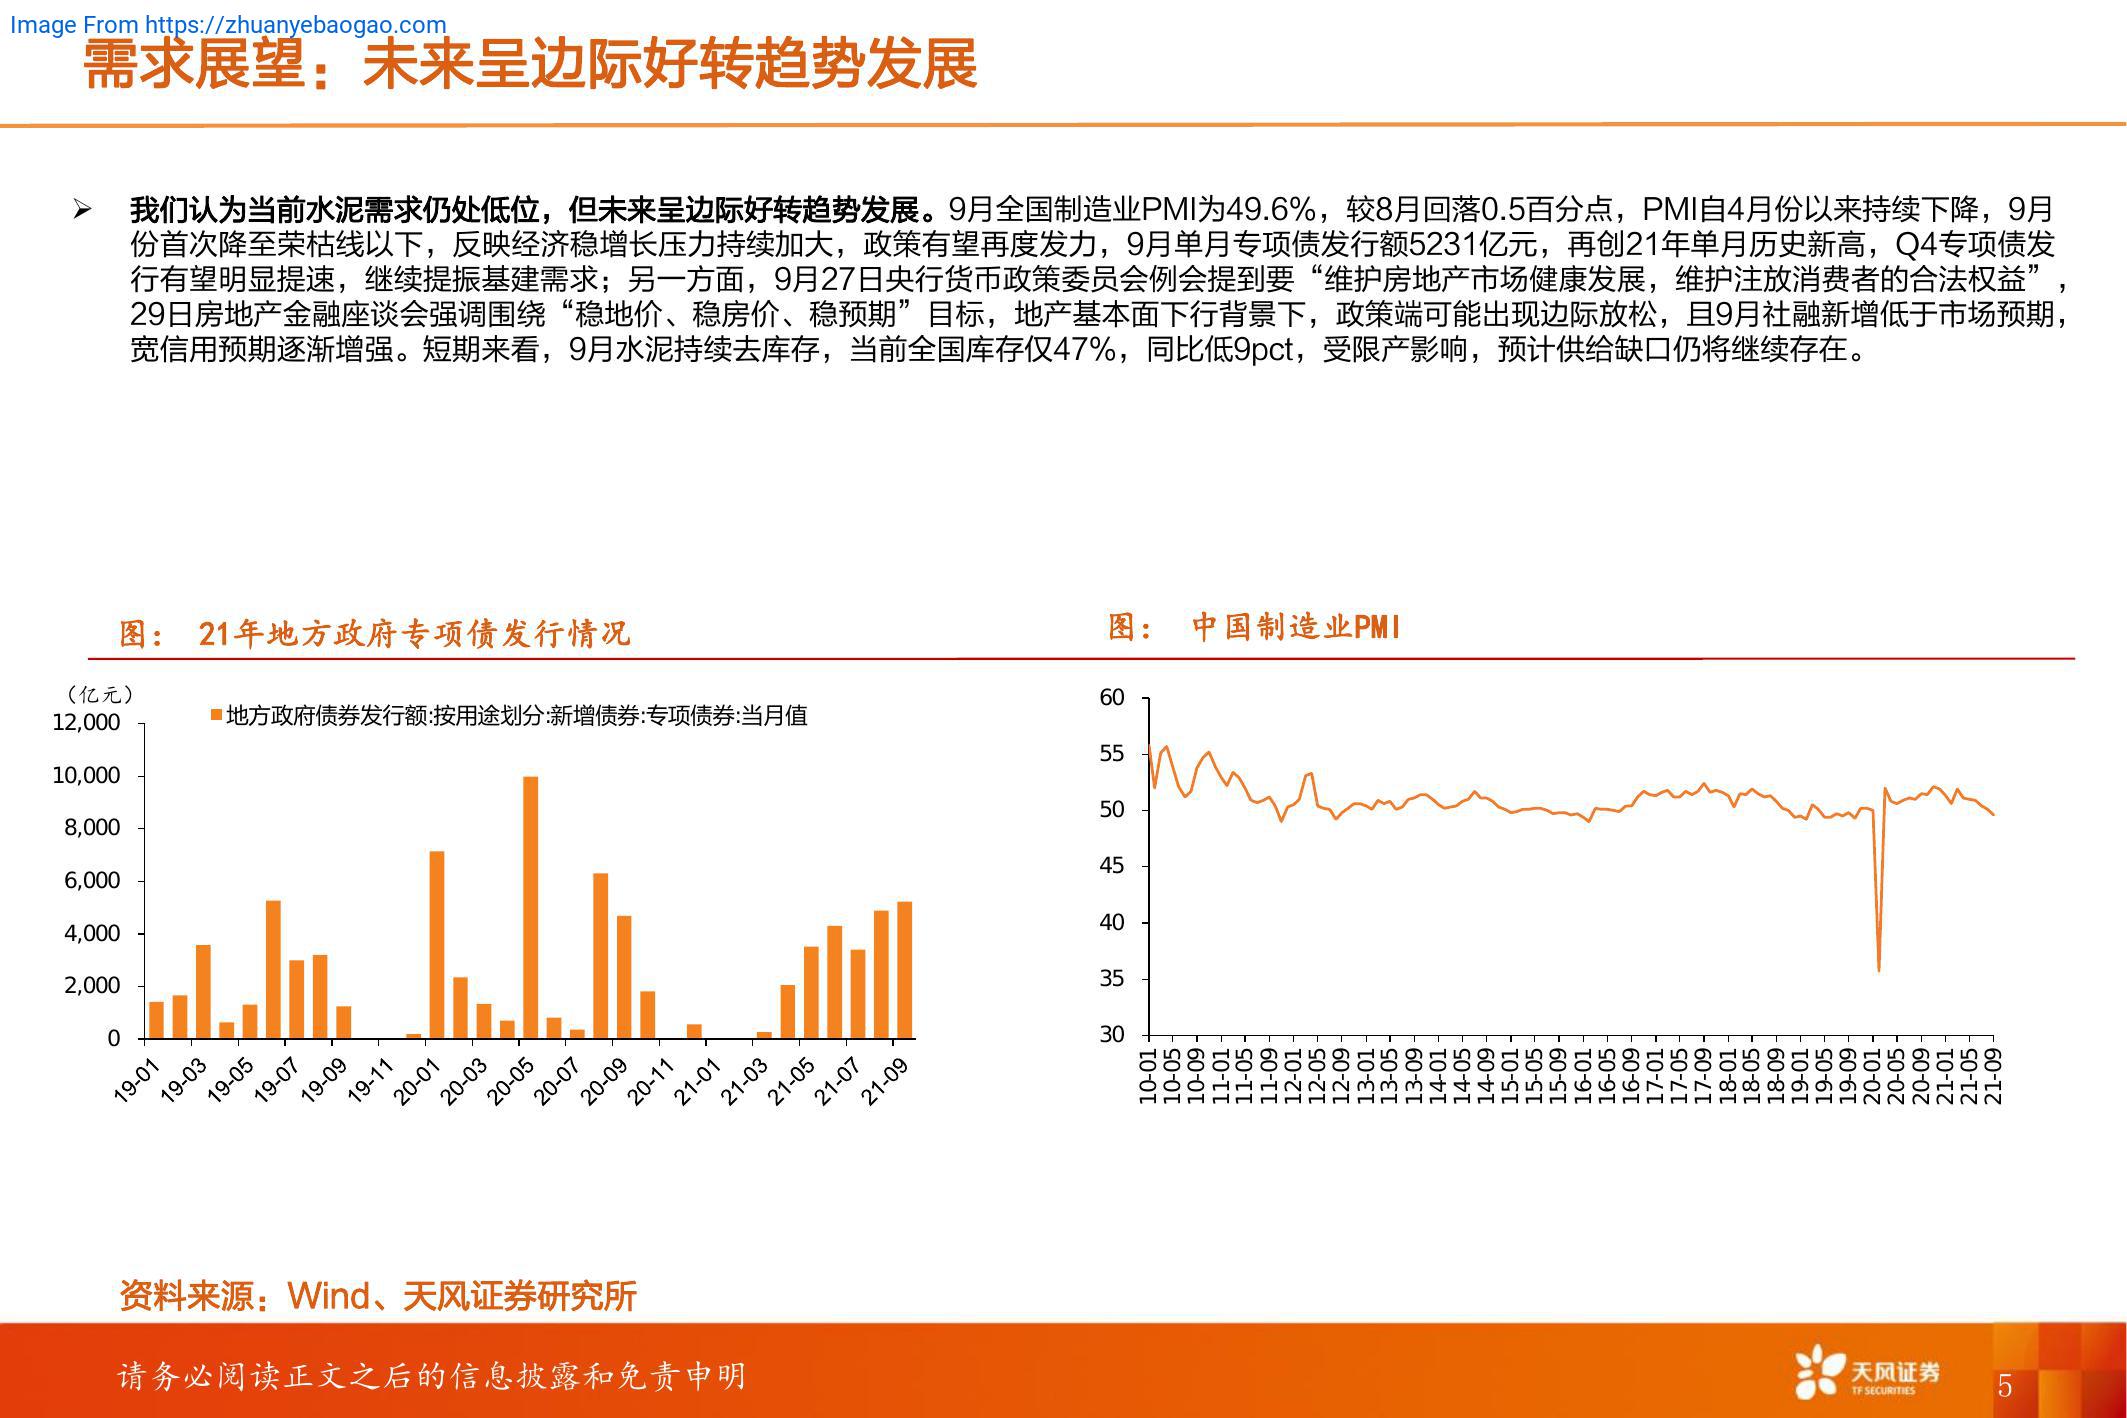 Image From https://zhuanyebaogao.com
需求展望：未来呈边际好转趋势发展
➢ 我们认为当前水泥需求仍处低位，但未来呈边际好转趋势发展。9月全国制造业PMI为49.6%，较8月回落0.5百分点，PMI自4月份以来持续下降，9月
份首次降至荣枯线以下，反映经济稳增长压力持续加大，政策有望再度发力，9月单月专项债发行额5231亿元，再创21年单月历史新高，Q4专项债发
行有望明显提速，继续提振基建需求；另一方面，9月27日央行货币政策委员会例会提到要“维护房地产市场健康发展，维护注放消费者的合法权益”，
29日房地产金融座谈会强调围绕“稳地价、稳房价、稳预期”目标，地产基本面下行背景下，政策端可能出现边际放松，且9月社融新增低于市场预期，
宽信用预期逐渐增强。短期来看，9月水泥持续去库存，当前全国库存仅47%，同比低9pct，受限产影响，预计供给缺口仍将继续存在。
图： 21年地方政府专项债发行情况
（亿元）
地方政府债券发行额:按用途划分:新增债券:专项债券:当月值
12,000
10,000
8,000
6,000
4,000
2,000
0
19-01 19-03 19-05 19-07 19-09 19-11 20-01 20-03 20-05 20-07 20-09 20-11 21-01 21-03 21-05 21-07 21-09
图： 中国制造业PMI
60
55
50
45
40
35
30
10-01 10-05 10-09 11-01 11-05 11-09 12-01 12-05 12-09 13-01 13-05 13-09 14-01 14-05 14-09 15-01 15-05 15-09 16-01 16-05 16-09 17-01 17-05 17-09 18-01 18-05 18-09 19-01 19-05 19-09 20-01 20-05 20-09 21-01 21-05 21-09
资料来源：Wind、天风证券研究所
请务必阅读正文之后的信息披露和免责申明
天风证券
TF SECURITIES
5